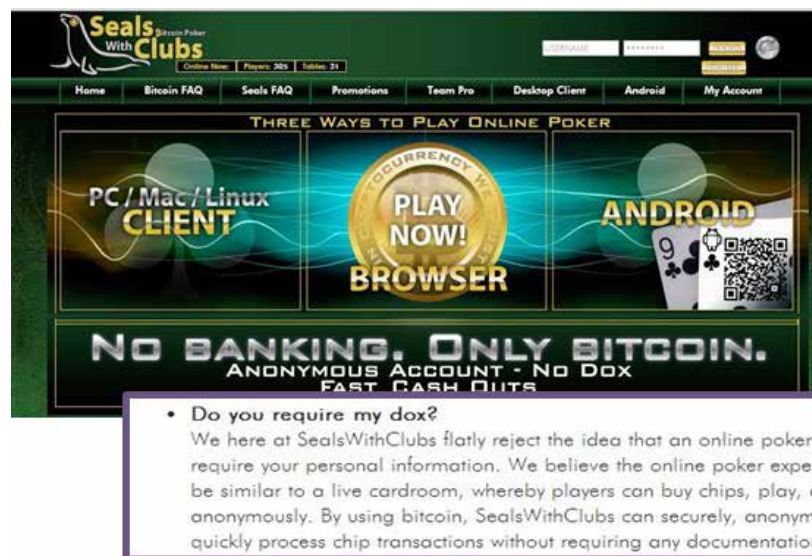 Seals Bitcoin Poker
With Clubs
Online Now: Players: 305 Tables: 21
USERNAME
Home Bitcoin FAQ Seals FAQ Promotions Team Pro Desktop Client Android My Account
THREE WAYS TO PLAY ONLINE POKER
PC / Mac / Linux
CLIENT
PLAY
NOW!
BROWSER
ANDROID
9
NO BANKING. ONLY BITCOIN.
ANONYMOUS ACCOUNT - NO DOX
FAST CASH OUTS
• Do you require my dox?
We here at SealsWithClubs flatly reject the idea that an online poker
require your personal information. We believe the online poker expe
be similar to a live cardroom, whereby players can buy chips, play,
anonymously. By using bitcoin, SealsWithClubs can securely, anonym
quickly process chip transactions without requiring any documentatio